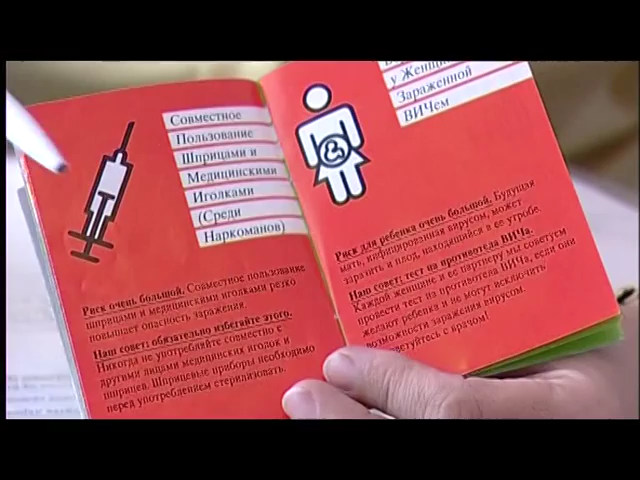 Совместное
Пользование
Шприцами и
Медицинскими
Иголками
(Среди
Наркоманов)
Риск очень большой. Совместное пользование
шприцами и медицинскими иголками резко
повышает опасность заражения.
Наш совет: обязательно избегайте этого.
Никогда не употребляйте совместно с
другими лицами медицинских иголок и
шприцев. Шприцевые приборы необходимо
перед употреблением стерилизовать.
у
Зараженной
ВИЧем
Риск для ребенка очень большой. Будущая
мать, инфицированная вирусом, может
заразить и плод, находящийся в ее утробе.
Наш совет: тест на противотела ВИЧа.
Каждой женщине и ее партнеру мы советуем
провести тест на противотела ВИЧа, если они
желают ребенка и не могут исключить
возможности заражения вирусом.
с врачом!